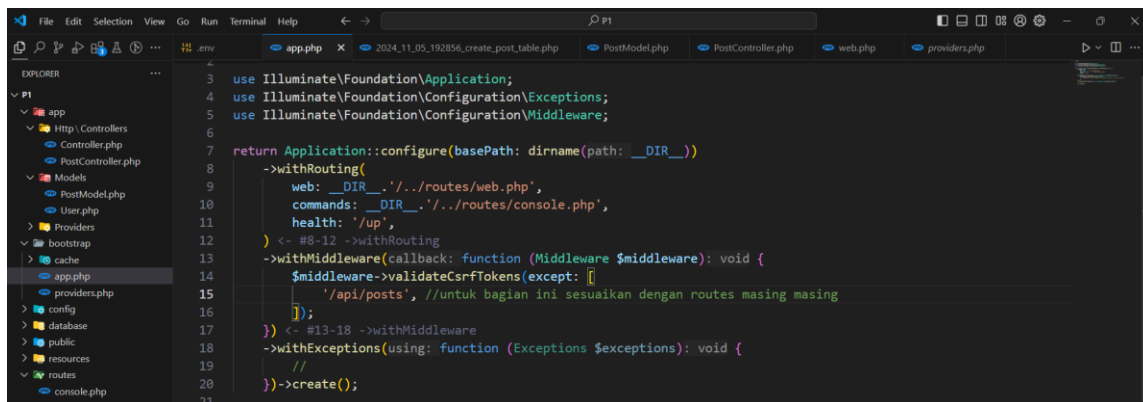 File Edit Selection View Go Run Terminal Help
P1
.env
app.php
2024_11_05_192856_create_post_table.php
PostModel.php
PostController.php
web.php
providers.php
EXPLORER
P1
app
Http \ Controllers
Controller.php
PostController.php
Models
PostModel.php
User.php
Providers
bootstrap
cache
app.php
providers.php
config
database
public
resources
routes
console.php
3 use Illuminate\Foundation\Application;
4 use Illuminate\Foundation\Configuration\Exceptions;
5 use Illuminate\Foundation\Configuration\Middleware;
6
7 return Application::configure(basePath: dirname(path: __DIR__))
8 ->withRouting(
9 web: __DIR__.'/../routes/web.php',
10 commands: __DIR__.'/../routes/console.php',
11 health: '/up',
12 ) <- #8-12 ->withRouting
13 ->withMiddleware(callback: function (Middleware $middleware): void {
14 $middleware->validateCsrfTokens(except: [
15 '/api/posts', //untuk bagian ini sesuaikan dengan routes masing masing
16 ]);
17 }) <- #13-18 ->withMiddleware
18 ->withExceptions(using: function (Exceptions $exceptions): void {
19 //
20 })->create();